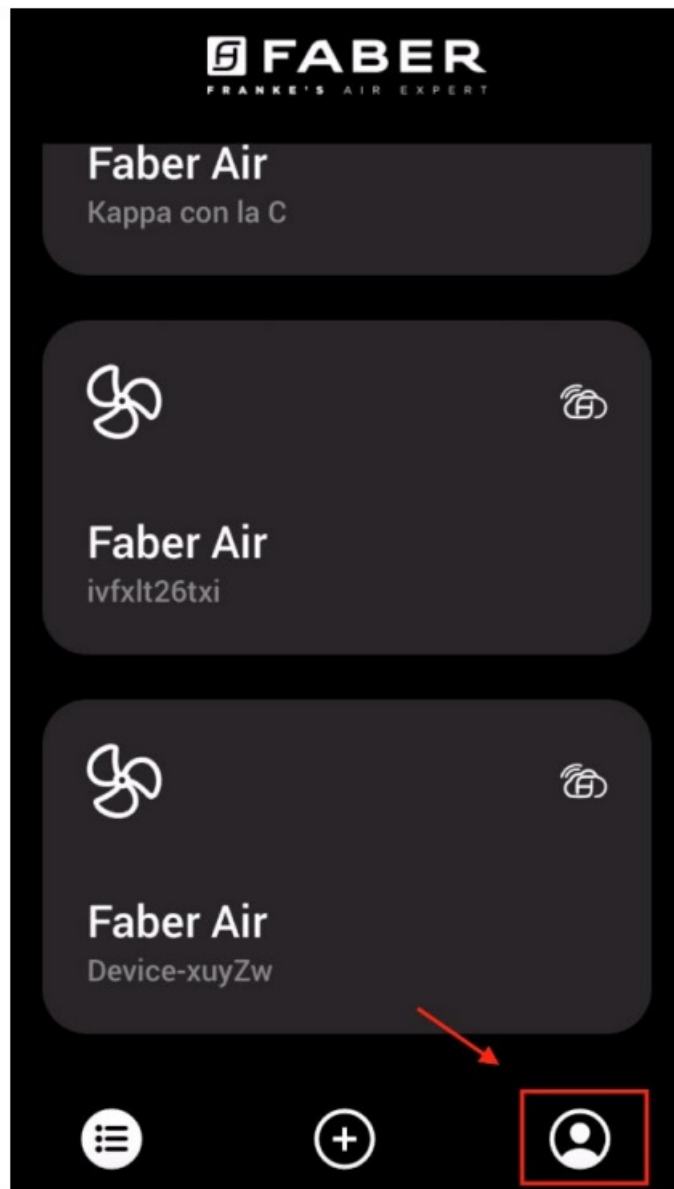 FABER
FRANKE'S AIR EXPERT
Faber Air
Kappa con la C
Faber Air
ivfxlt26txi
Faber Air
Device-xuyZw